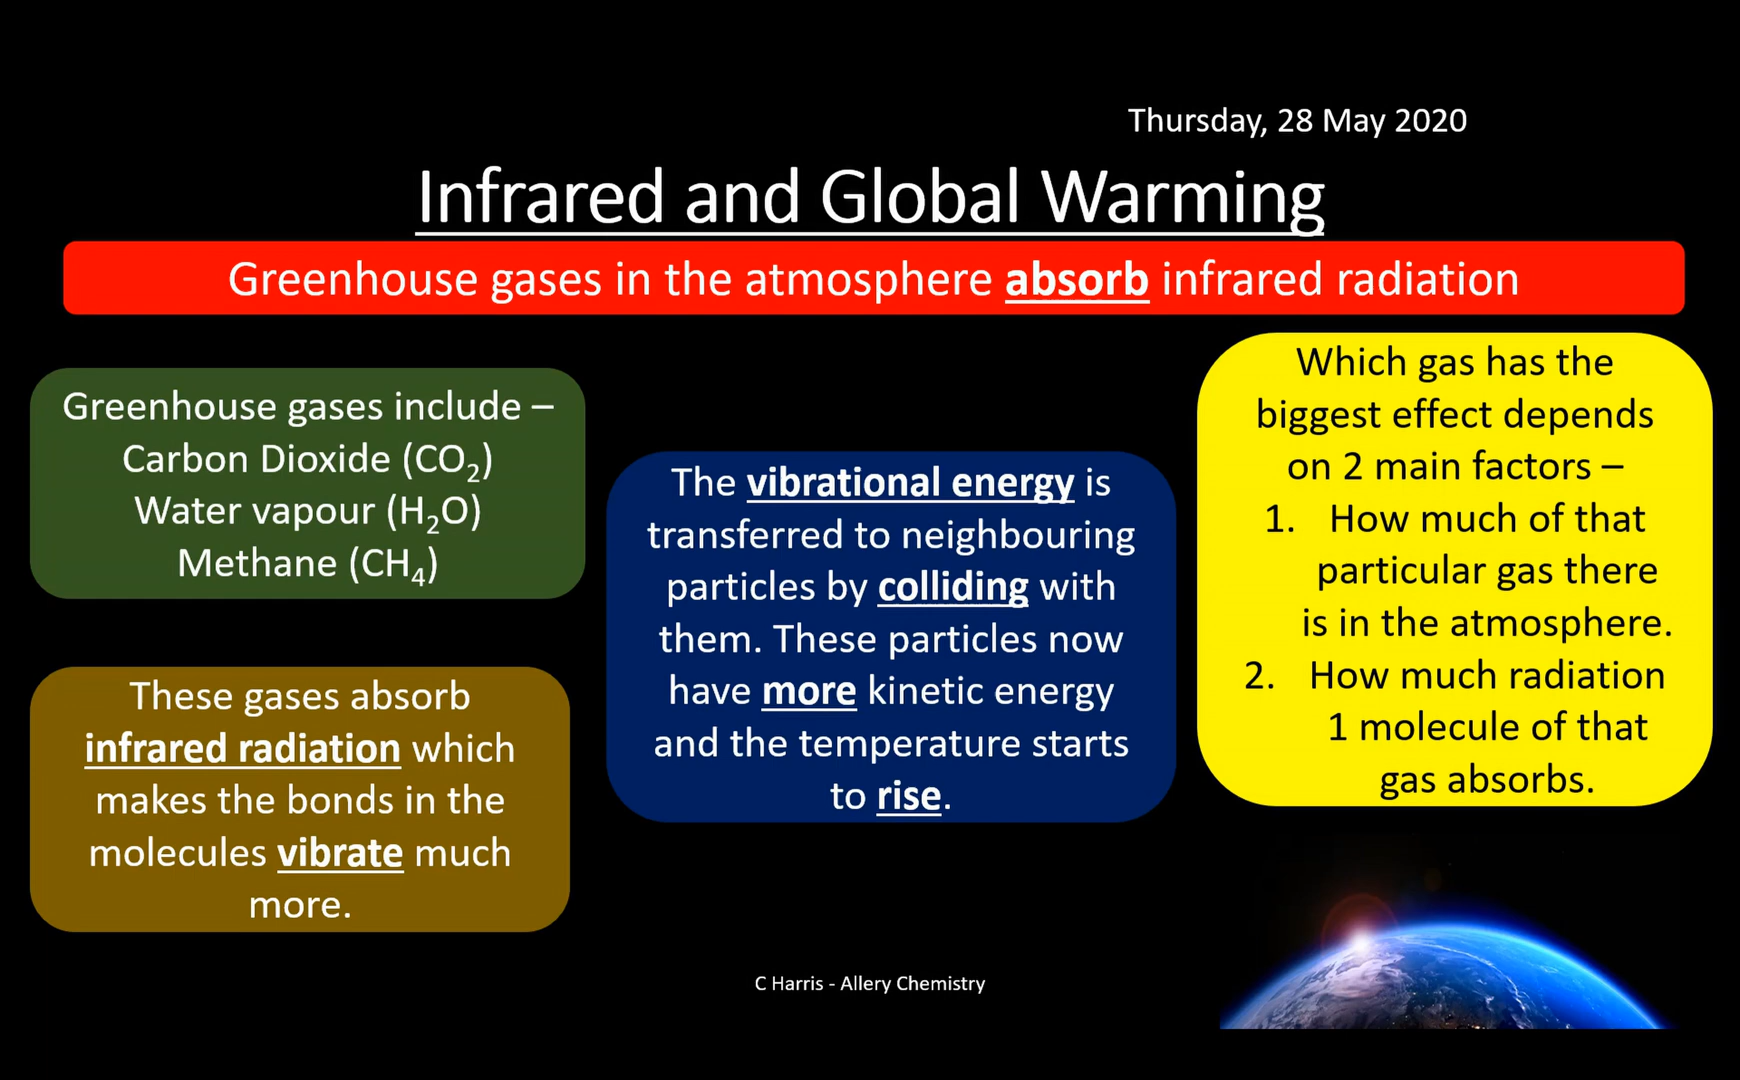 Thursday, 28 May 2020
Infrared and Global Warming
Greenhouse gases in the atmosphere absorb infrared radiation
Greenhouse gases include –
Carbon Dioxide (CO₂)
Water vapour (H₂O)
Methane (CH₄)
These gases absorb
infrared radiation which
makes the bonds in the
molecules vibrate much
more.
The vibrational energy is
transferred to neighbouring
particles by colliding with
them. These particles now
have more kinetic energy
and the temperature starts
to rise.
Which gas has the
biggest effect depends
on 2 main factors –
1. How much of that
particular gas there
is in the atmosphere.
2. How much radiation
1 molecule of that
gas absorbs.
C Harris - Allery Chemistry